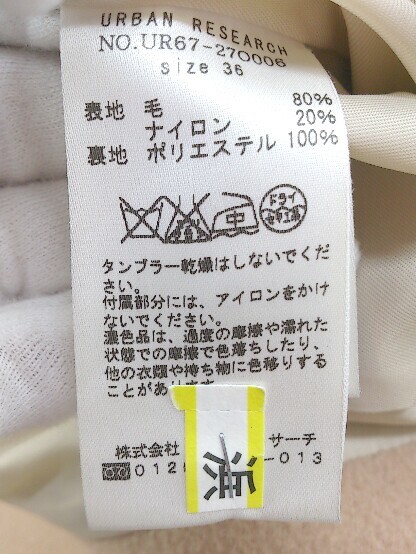 URBAN RESEARCH
NO.UR67-270006
size 36
表地 毛 80%
ナイロン 20%
裏地 ポリエステル 100%
ドライ
タンブラー乾燥はしないでくだ
さい。
付属部分には、アイロンをかけ
ないでください。
濃色品は、過度の摩擦や濡れた
状態での摩擦で色落ちしたり、
他の衣類や持ち物に色移りする
ことがあります
株式会社 サーチ
012 -013
浜